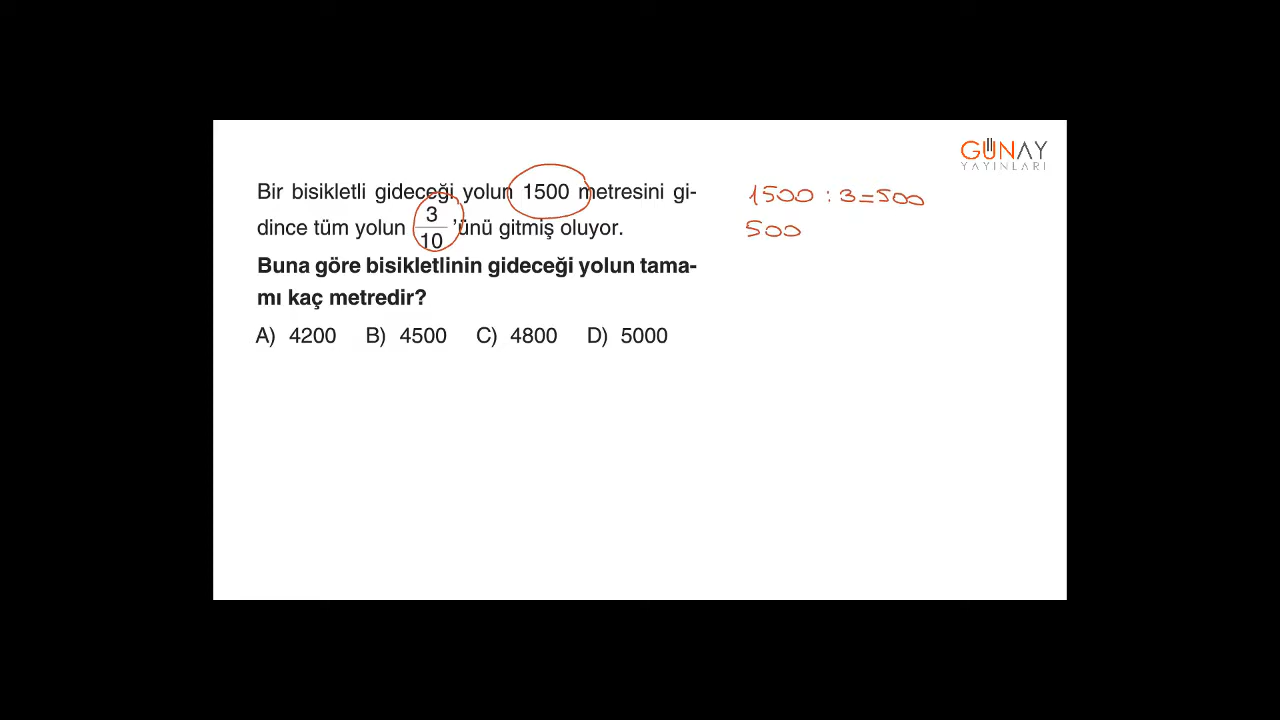 GÜNAY
YAYINLARI
Bir bisikletli gideceği yolun 1500 metresini gi-
dince tüm yolun 3/10 'ünü gitmiş oluyor.
Buna göre bisikletlinin gideceği yolun tama-
mı kaç metredir?
A) 4200 B) 4500 C) 4800 D) 5000
1500 : 3 = 500
500